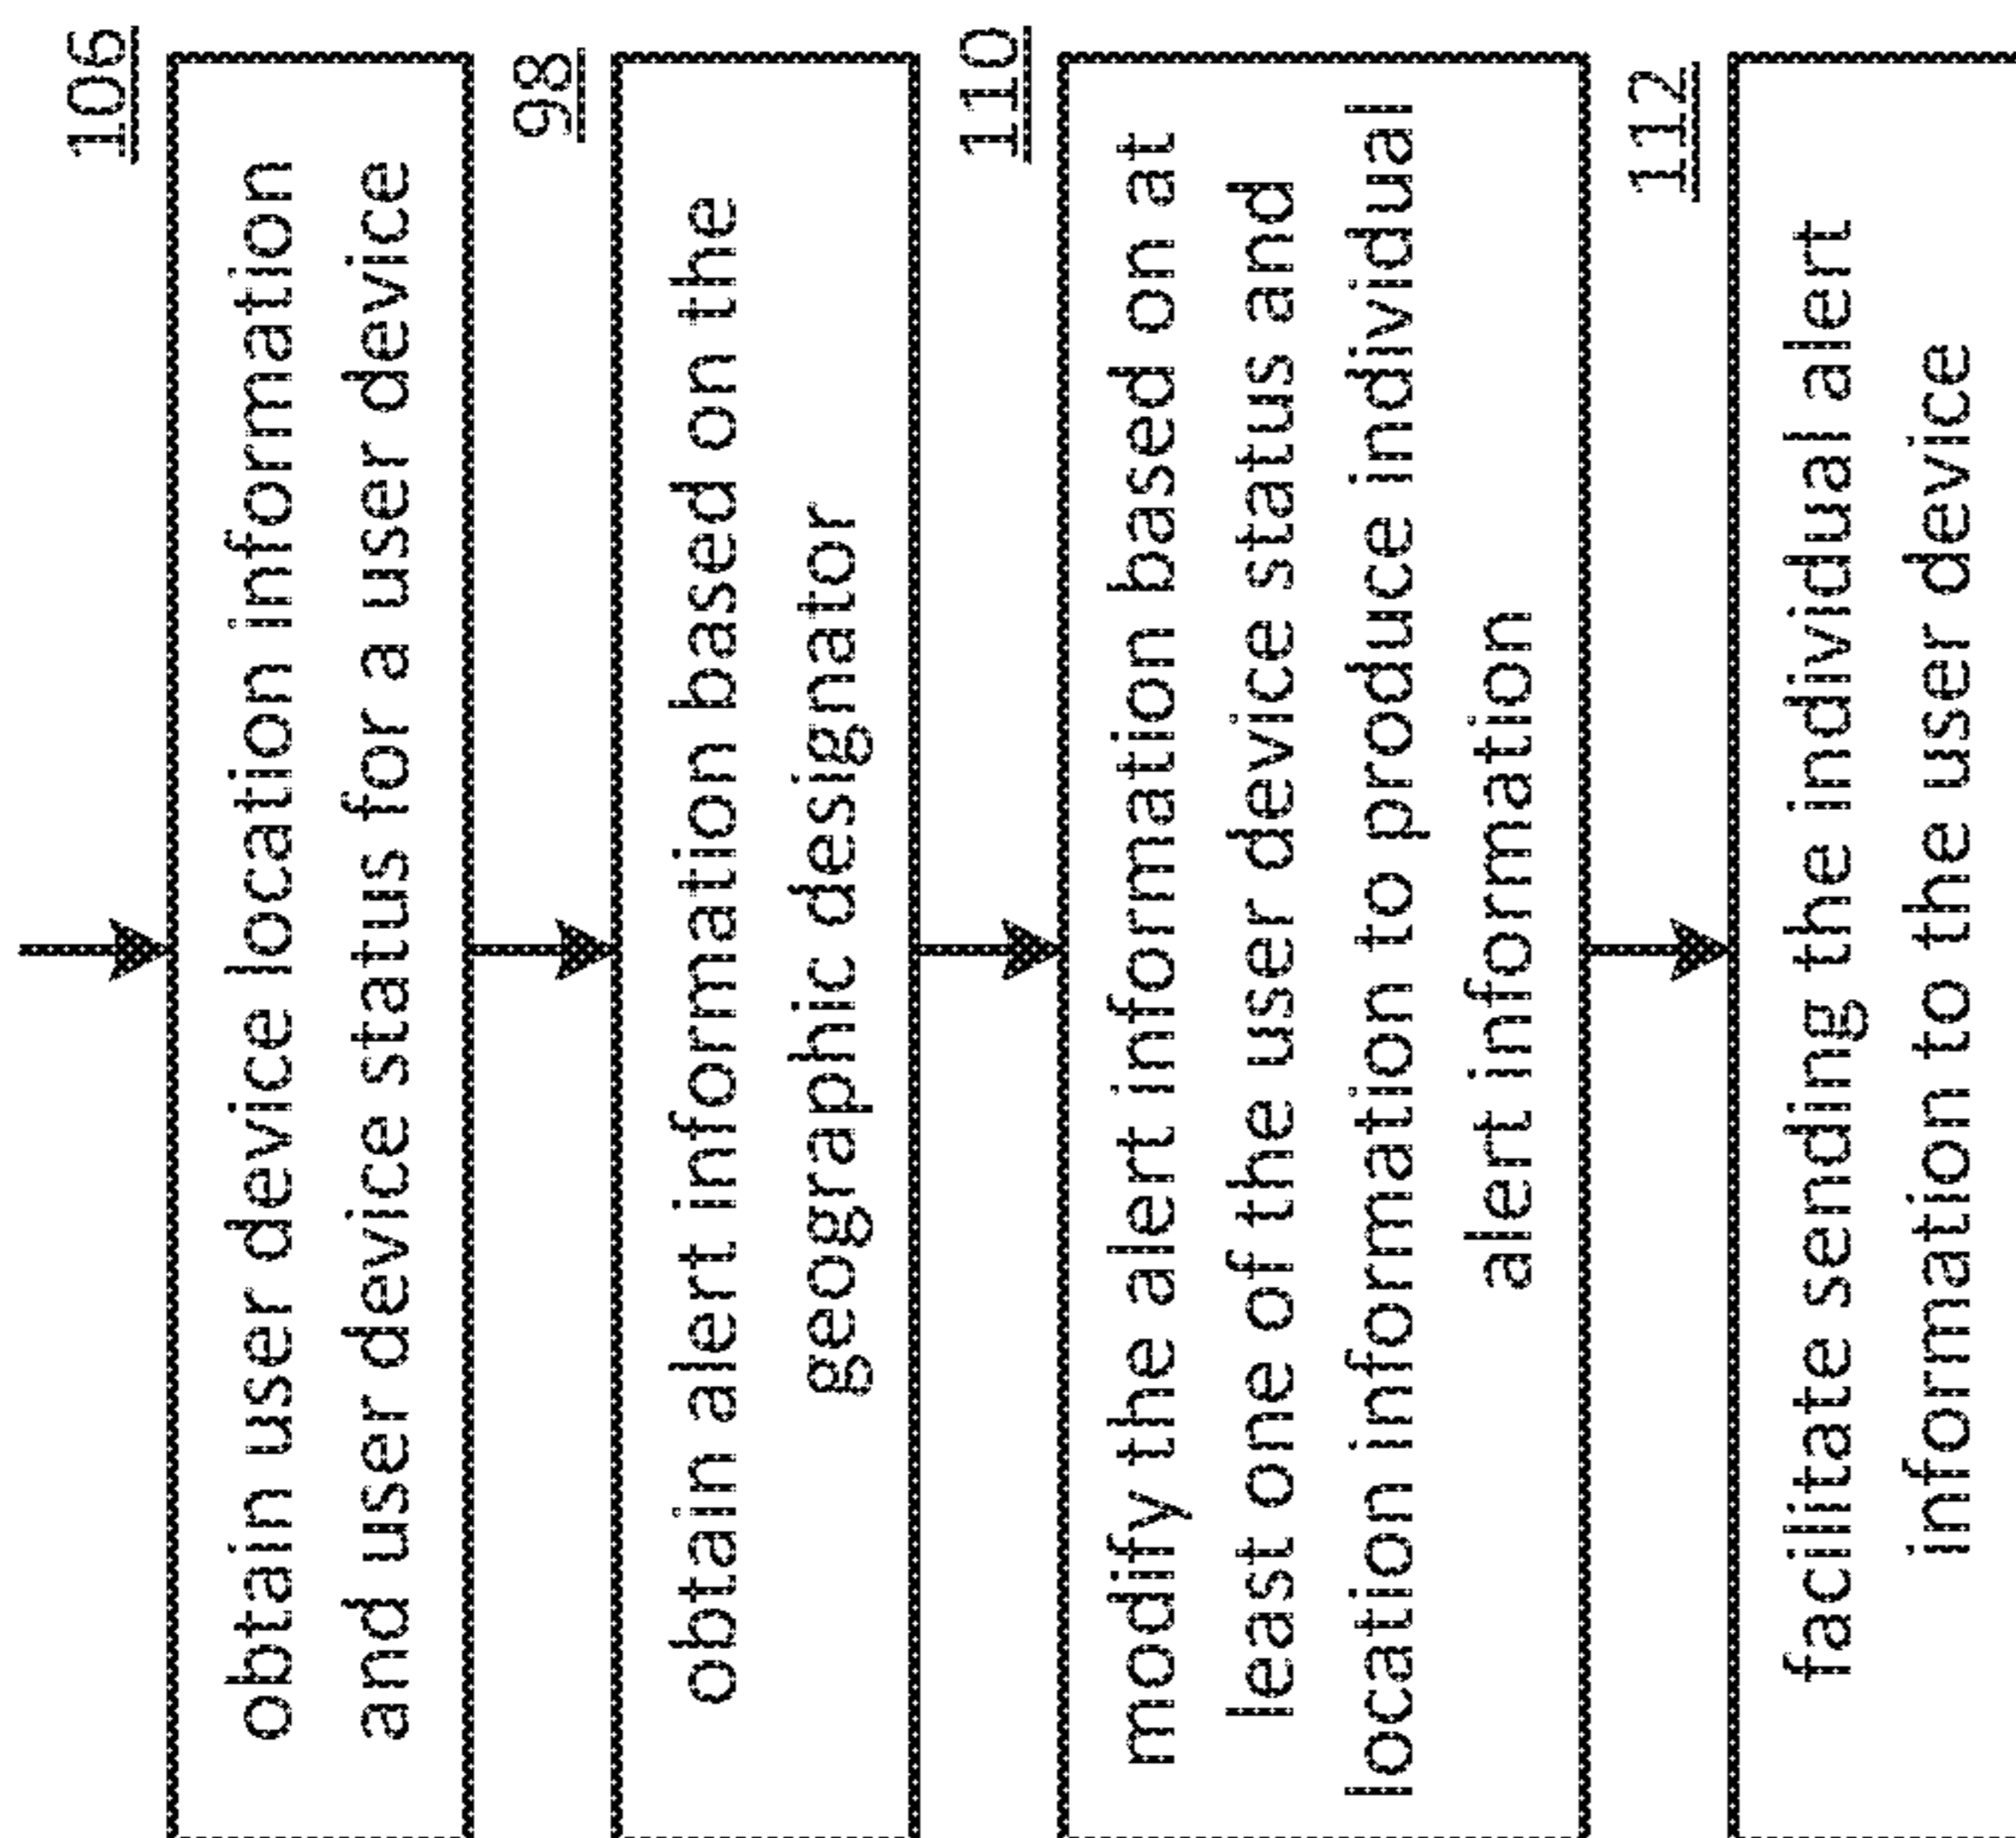 106
obtain user device location information
and user device status for a user device
98
obtain alert information based on the
geographic designator
110
modify the alert information based on at
least one of the user device status and
location information to produce individual
alert information
112
facilitate sending the individual alert
information to the user device